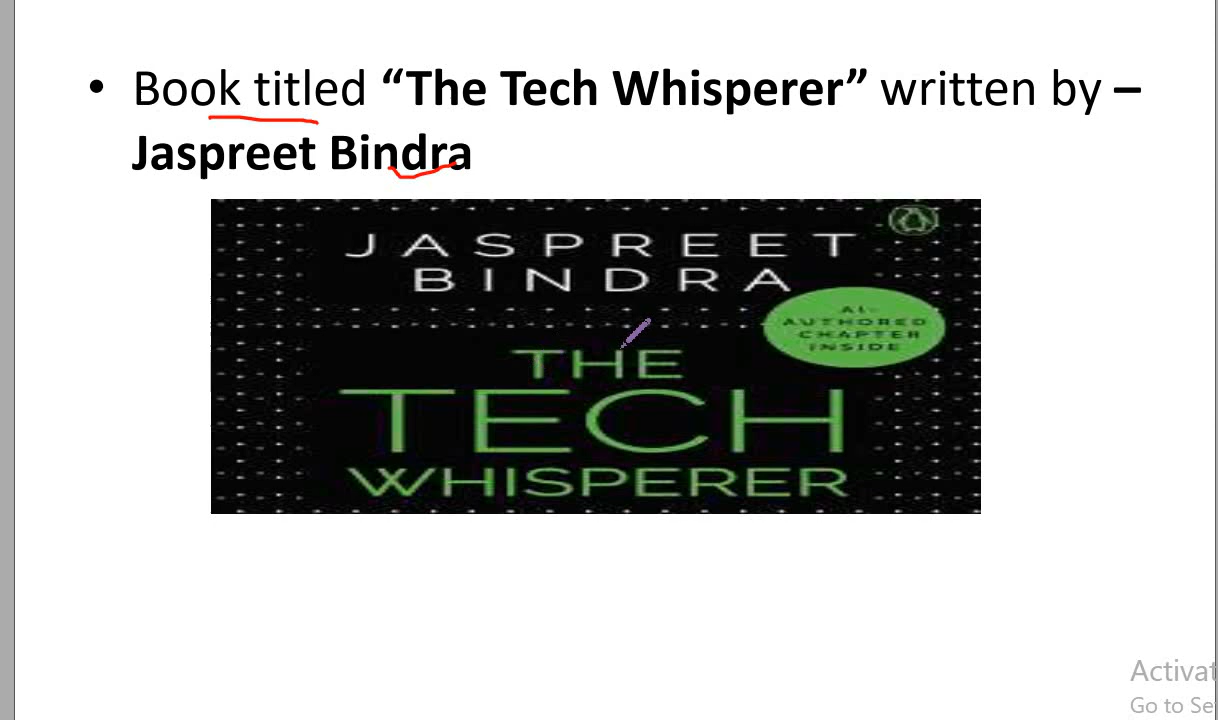 • Book titled “The Tech Whisperer” written by –
Jaspreet Bindra
JASPREET
BINDRA
AI-
AUTHORED
CHAPTER
INSIDE
THE
TECH
WHISPERER
Activat
Go to Se